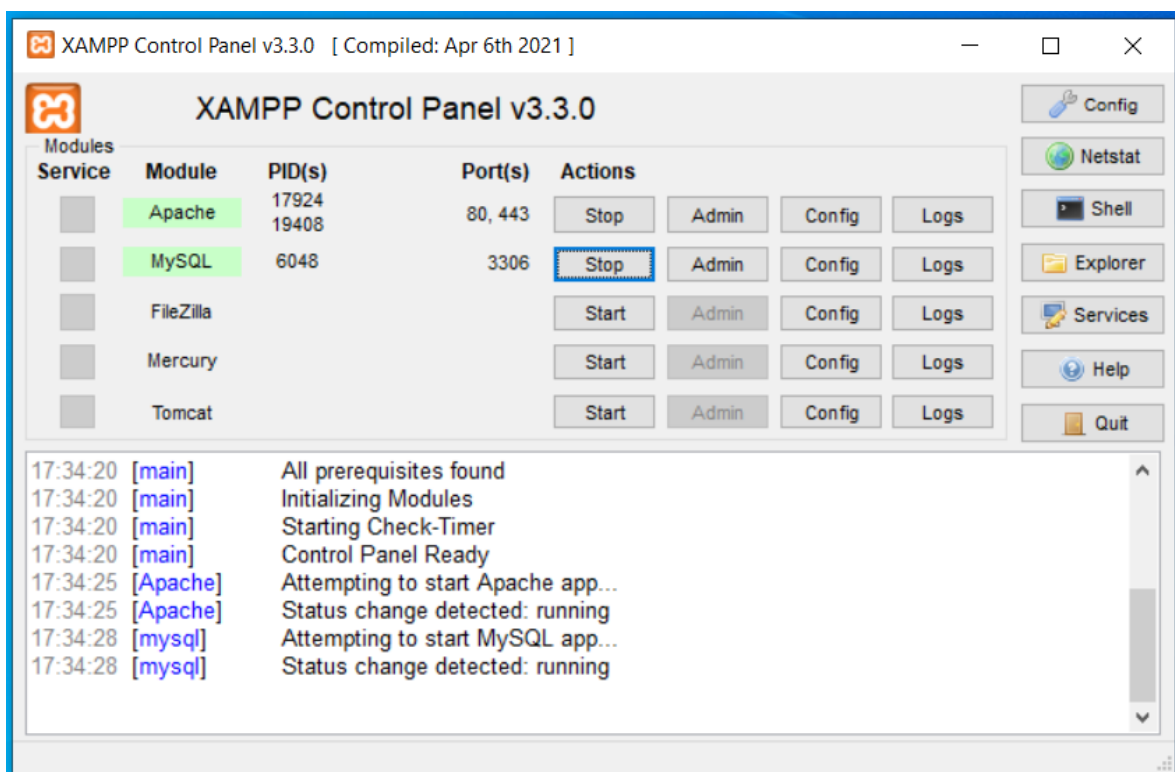 XAMPP Control Panel v3.3.0 [ Compiled: Apr 6th 2021 ]
XAMPP Control Panel v3.3.0
Config
Modules
Netstat
Service Module PID(s) Port(s) Actions
Apache 17924 19408 80, 443 Stop Admin Config Logs
Shell
MySQL 6048 3306 Stop Admin Config Logs
Explorer
FileZilla Start Admin Config Logs
Services
Mercury Start Admin Config Logs
Help
Tomcat Start Admin Config Logs
Quit
17:34:20 [main] All prerequisites found
17:34:20 [main] Initializing Modules
17:34:20 [main] Starting Check-Timer
17:34:20 [main] Control Panel Ready
17:34:25 [Apache] Attempting to start Apache app...
17:34:25 [Apache] Status change detected: running
17:34:28 [mysql] Attempting to start MySQL app...
17:34:28 [mysql] Status change detected: running